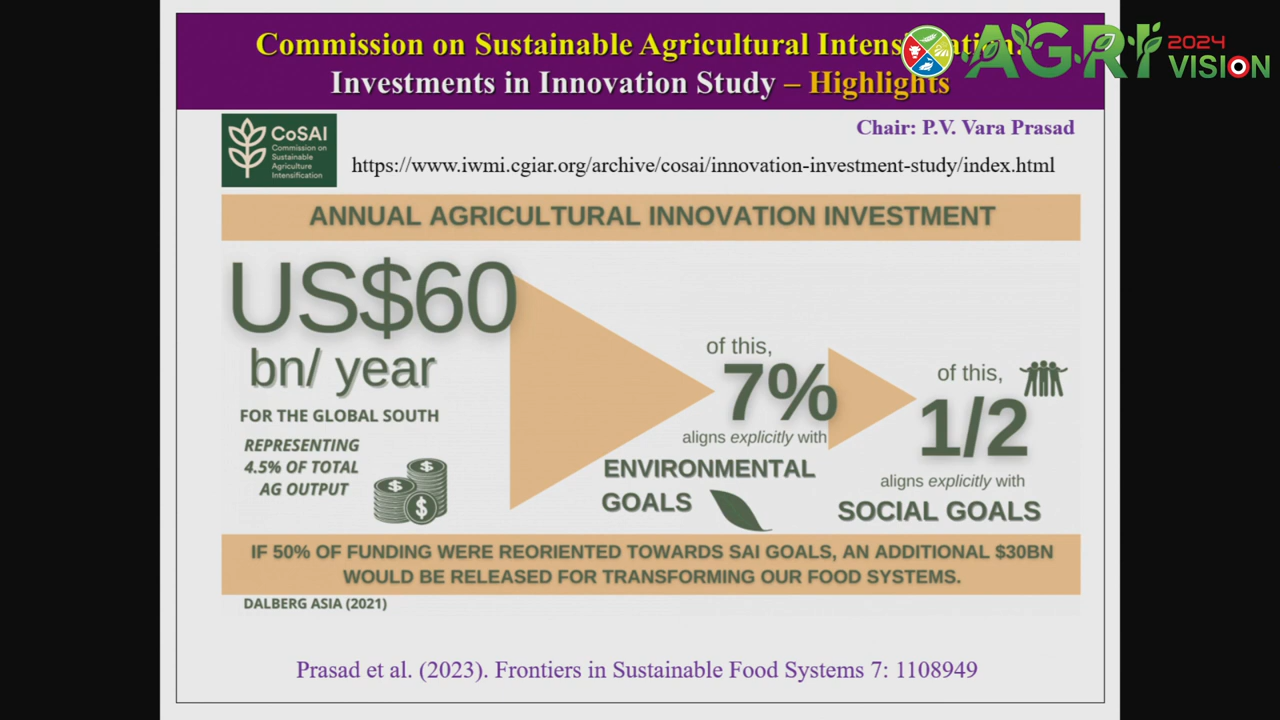 Commission on Sustainable Agricultural
Investments in Innovation Study – Highlights
AGRI 2024 VISION
Chair: P.V. Vara Prasad
CoSAI
Commission on
Sustainable
Agriculture
Intensification
https://www.iwmi.cgiar.org/archive/cosai/innovation-investment-study/index.html
ANNUAL AGRICULTURAL INNOVATION INVESTMENT
US$60
bn/ year
FOR THE GLOBAL SOUTH
REPRESENTING
4.5% OF TOTAL
AG OUTPUT
of this,
7%
aligns explicitly with
ENVIRONMENTAL
GOALS
of this,
1/2
aligns explicitly with
SOCIAL GOALS
IF 50% OF FUNDING WERE REORIENTED TOWARDS SAI GOALS, AN ADDITIONAL $30BN
WOULD BE RELEASED FOR TRANSFORMING OUR FOOD SYSTEMS.
DALBERG ASIA (2021)
Prasad et al. (2023). Frontiers in Sustainable Food Systems 7: 1108949